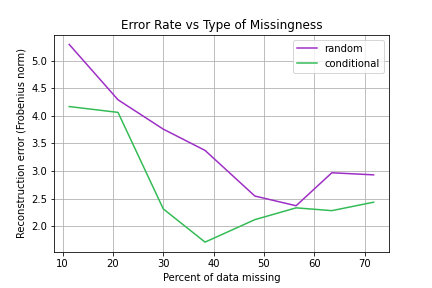 Error Rate vs Type of Missingness
random
conditional
Reconstruction error (Frobenius norm)
5.0
4.5
4.0
3.5
3.0
2.5
2.0
10 20 30 40 50 60 70
Percent of data missing